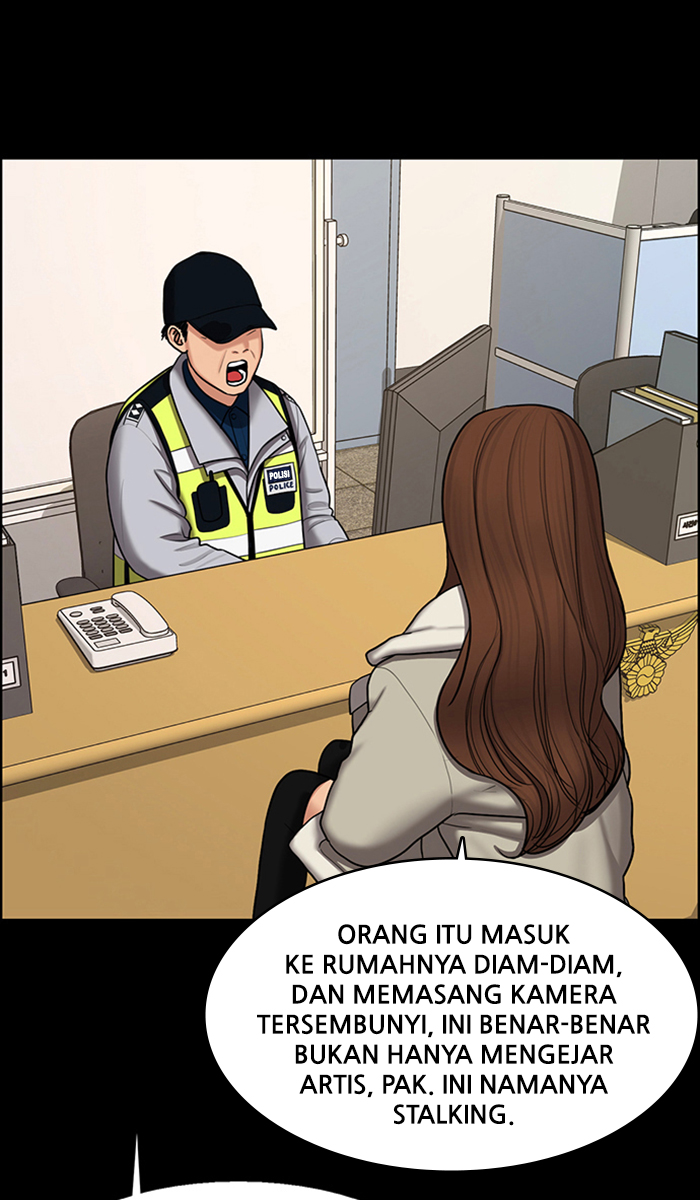 POLISI
POLICE
ORANG ITU MASUK
KE RUMAHNYA DIAM-DIAM,
DAN MEMASANG KAMERA
TERSEMBUNYI, INI BENAR-BENAR
BUKAN HANYA MENGEJAR
ARTIS, PAK. INI NAMANYA
STALKING.